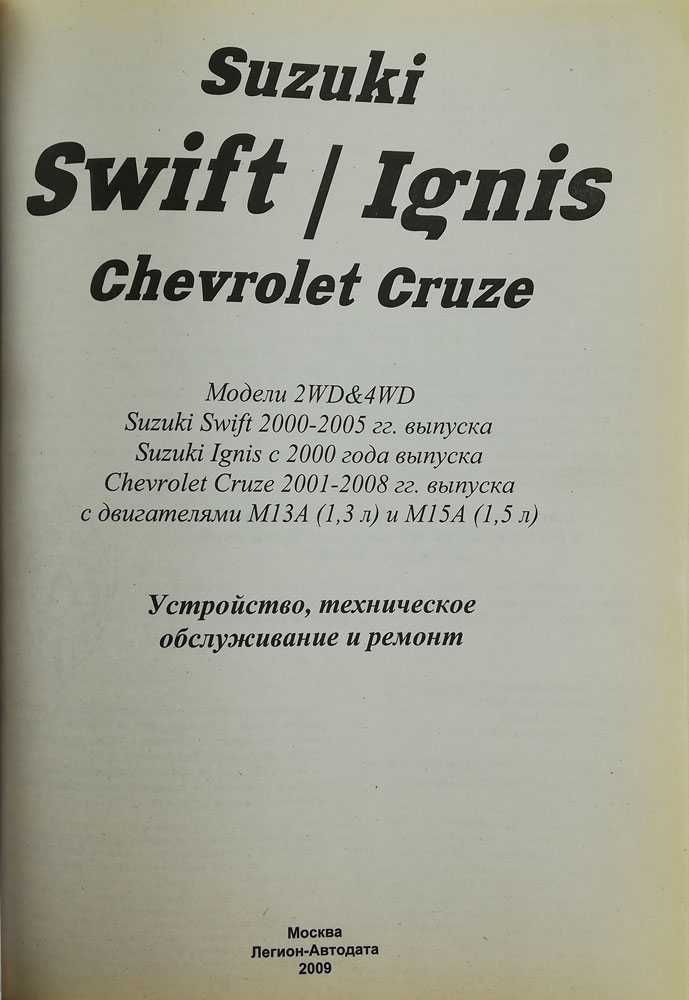 Suzuki
Swift / Ignis
Chevrolet Cruze
Модели 2WD&4WD
Suzuki Swift 2000-2005 гг. выпуска
Suzuki Ignis с 2000 года выпуска
Chevrolet Cruze 2001-2008 гг. выпуска
с двигателями M13A (1,3 л) и M15A (1,5 л)
Устройство, техническое
обслуживание и ремонт
Москва
Легион-Автодата
2009